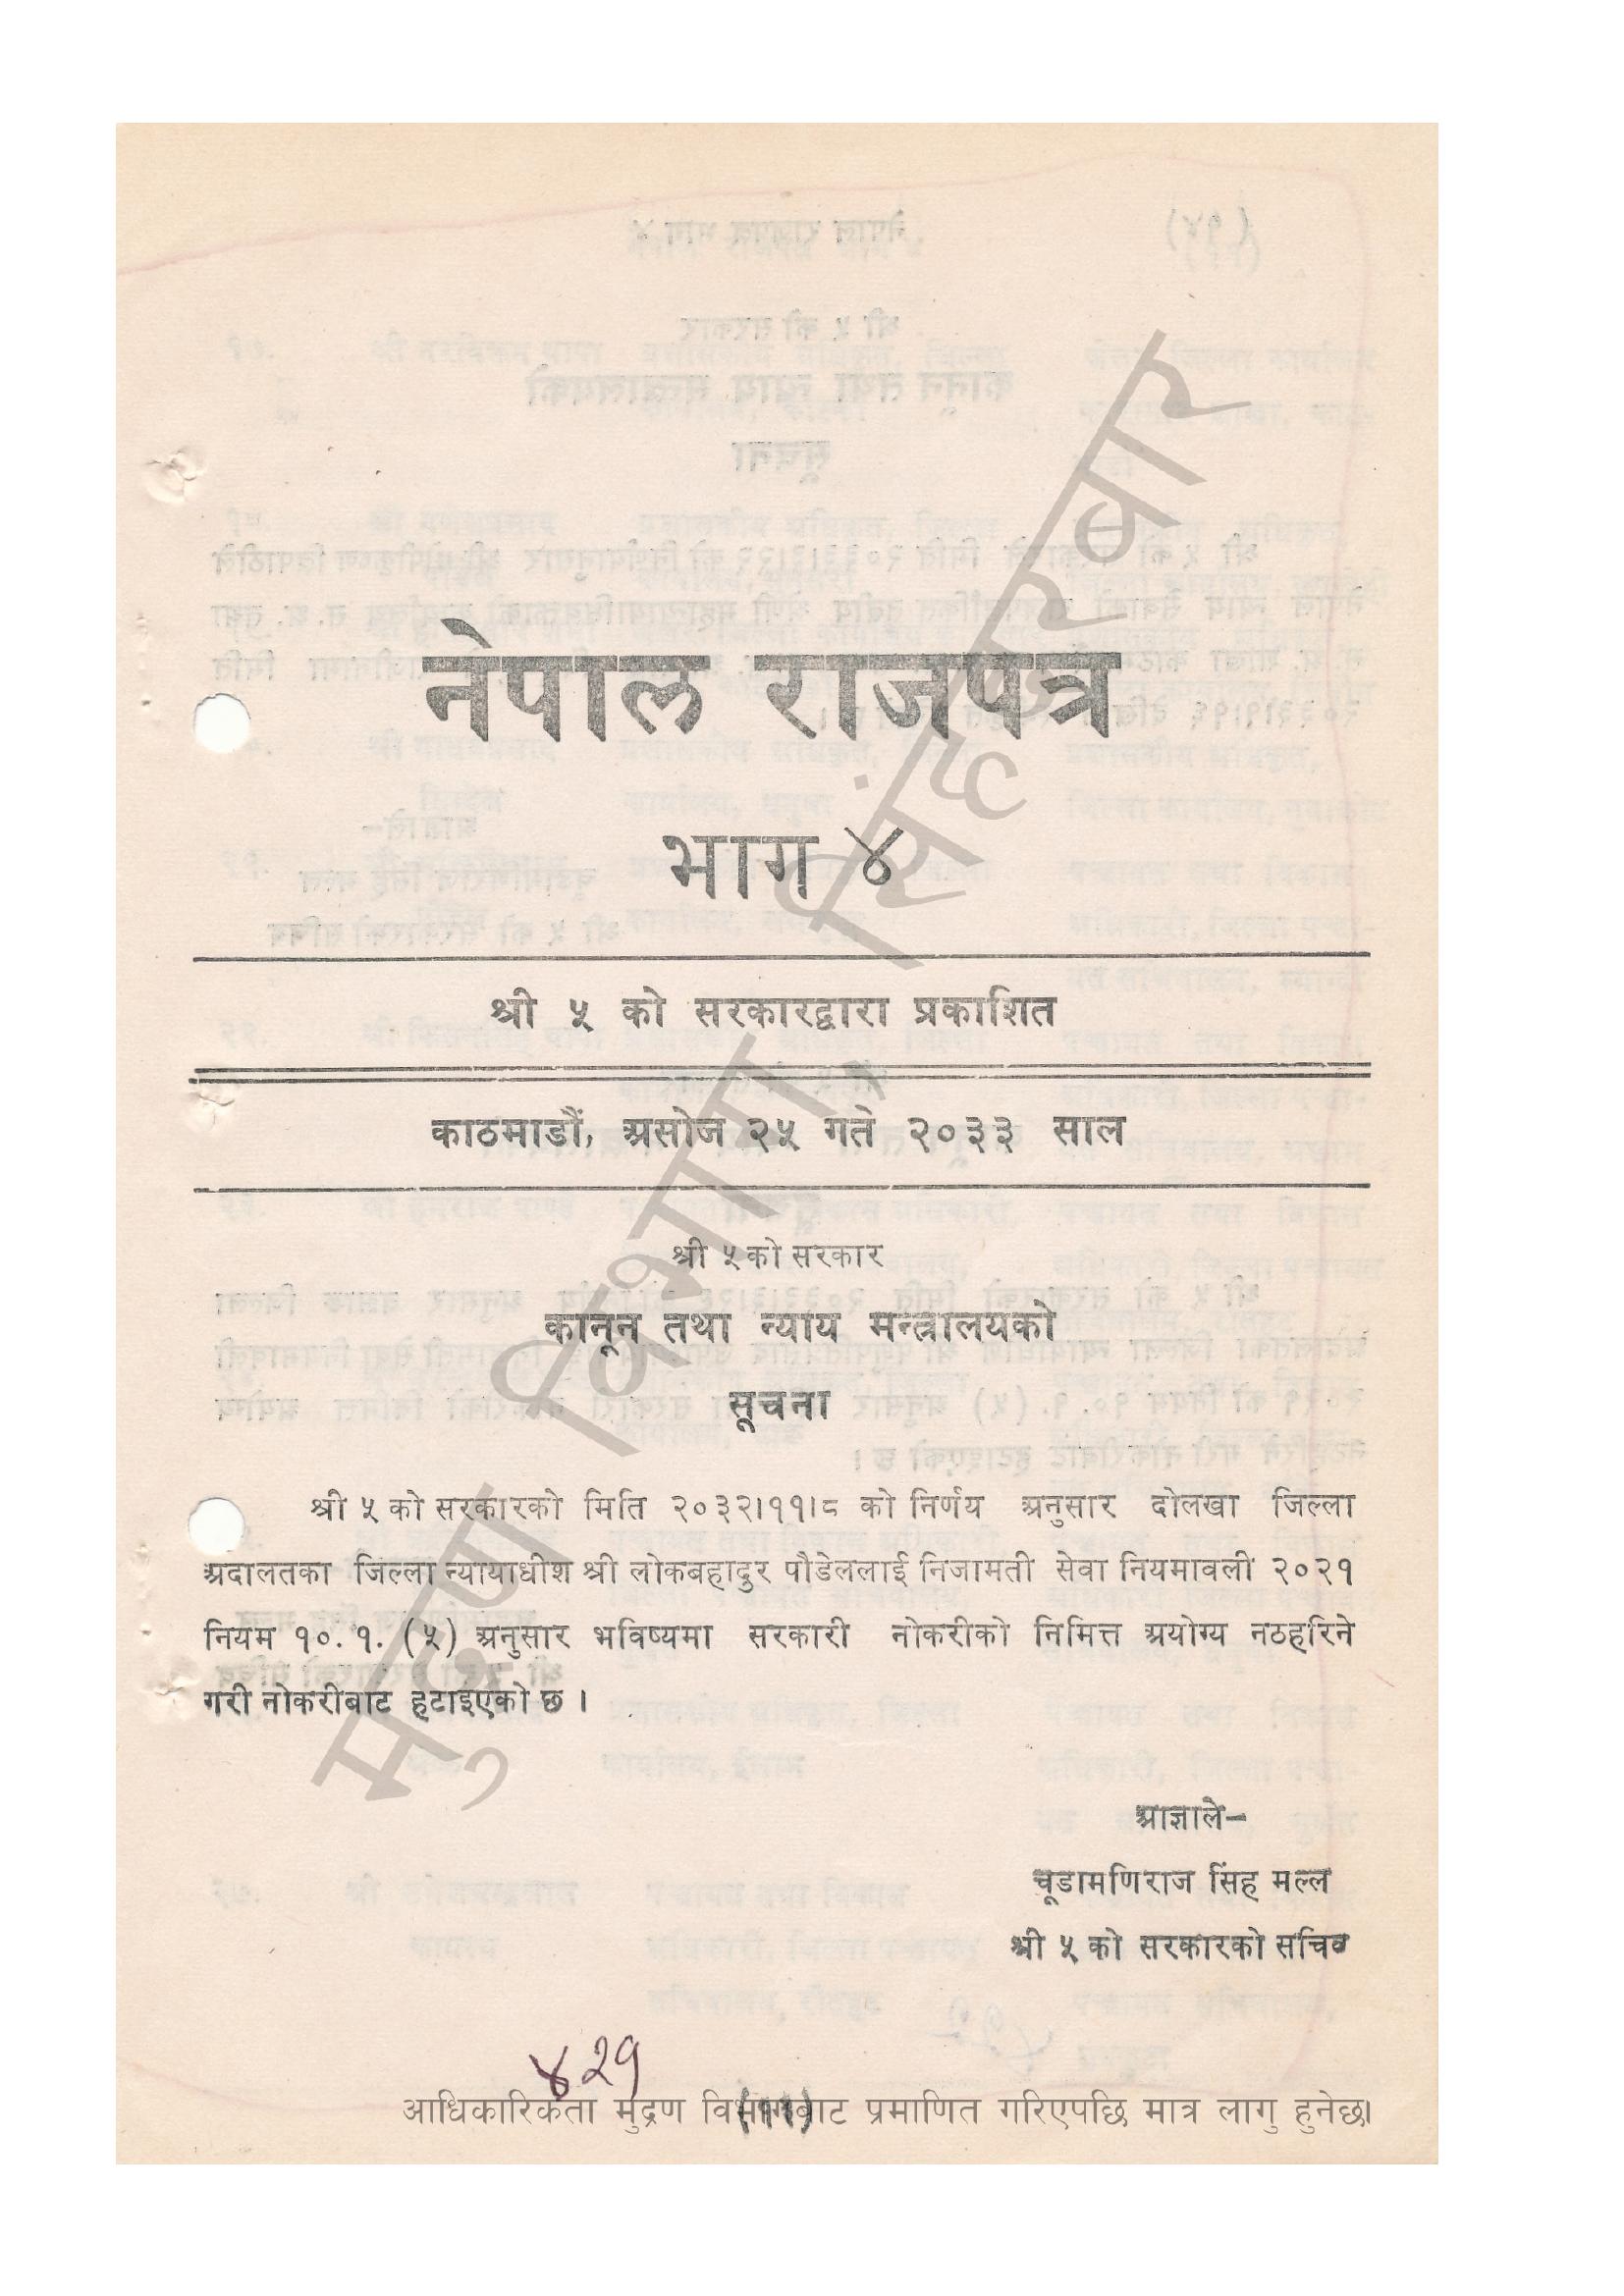 नेपाल राजपत्र
भाग ४
श्री ५ को सरकारद्वारा प्रकाशित
काठमाडौं, असोज २५ गते २०३३ साल
श्री ५ को सरकार
कानून तथा न्याय मन्त्रालयको
सूचना
श्री ५ को सरकारको मिति २०३२।११।८ को निर्णय अनुसार दोलखा जिल्ला
अदालतका जिल्ला न्यायाधीश श्री लोकबहादुर पौडेललाई निजामती सेवा नियमावली २०२१
नियम १०. १. (५) अनुसार भविष्यमा सरकारी नोकरीको निमित्त अयोग्य नठहरिने
गरी नोकरीबाट हटाइएको छ ।
आज्ञाले–
चूडामणिराज सिंह मल्ल
श्री ५ को सरकारको सचिव
४२१
आधिकारिकता मुद्रण विभागबाट प्रमाणित गरिएपछि मात्र लागु हुनेछ।
मुद्रण विभाग सिंहदरबार